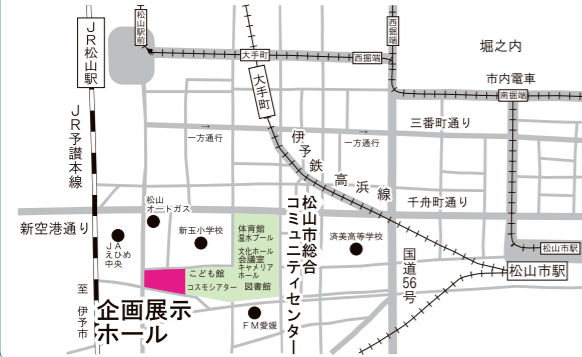 松山駅前
JR松山駅
大手町
西堀端
西堀端
堀之内
市内電車
南堀端
大手町
JR予讃本線
→
一方通行
伊予鉄高浜線
→
一方通行
三番町通り
千舟町通り
新空港通り
松山
オートガス
JA
えひめ
中央
新玉小学校
体育館
温水プール
文化ホール
会議室
キャメリア
ホール
図書館
こども館
コスモシアター
松山市総合
コミュニティセンター
済美高等学校
国道56号
松山市駅
松山市駅
至伊予市
企画展示
ホール
FM愛媛